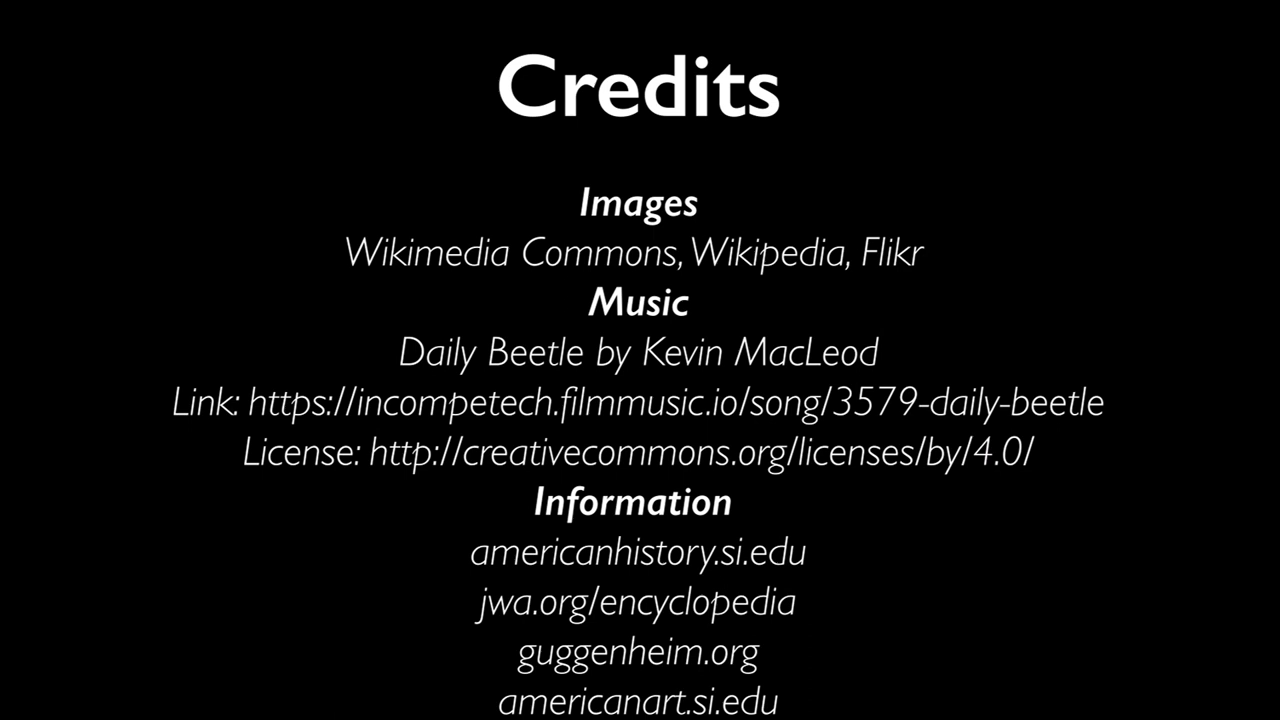 Credits
Images
Wikimedia Commons, Wikipedia, Flikr
Music
Daily Beetle by Kevin MacLeod
Link: https://incompetech.filmmusic.io/song/3579-daily-beetle
License: http://creativecommons.org/licenses/by/4.0/
Information
americanhistory.si.edu
jwa.org/encyclopedia
guggenheim.org
americanart.si.edu